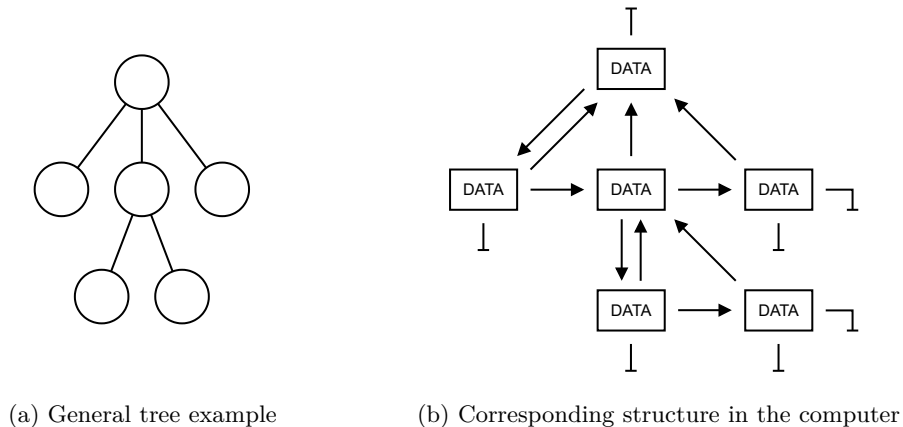 DATA
DATA DATA DATA
DATA DATA
(a) General tree example (b) Corresponding structure in the computer